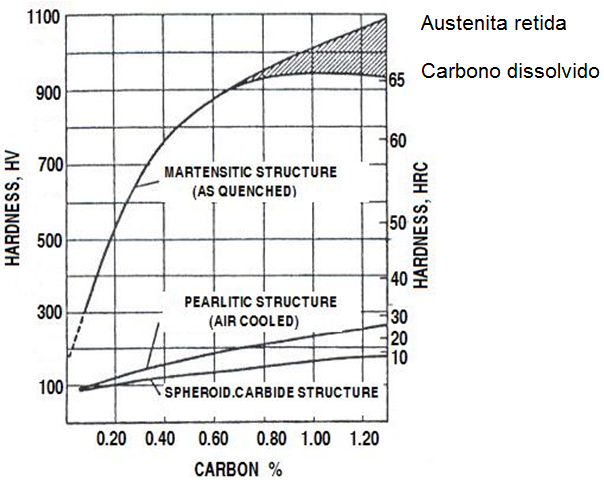 1100
900
700
500
300
100
HARDNESS, HV
Austenita retida
Carbono dissolvido
65
60
50
40
30
20
10
HARDNESS, HRC
MARTENSITIC STRUCTURE
(AS QUENCHED)
PEARLITIC STRUCTURE
(AIR COOLED)
SPHEROID.CARBIDE STRUCTURE
0.20 0.40 0.60 0.80 1.00 1.20
CARBON %